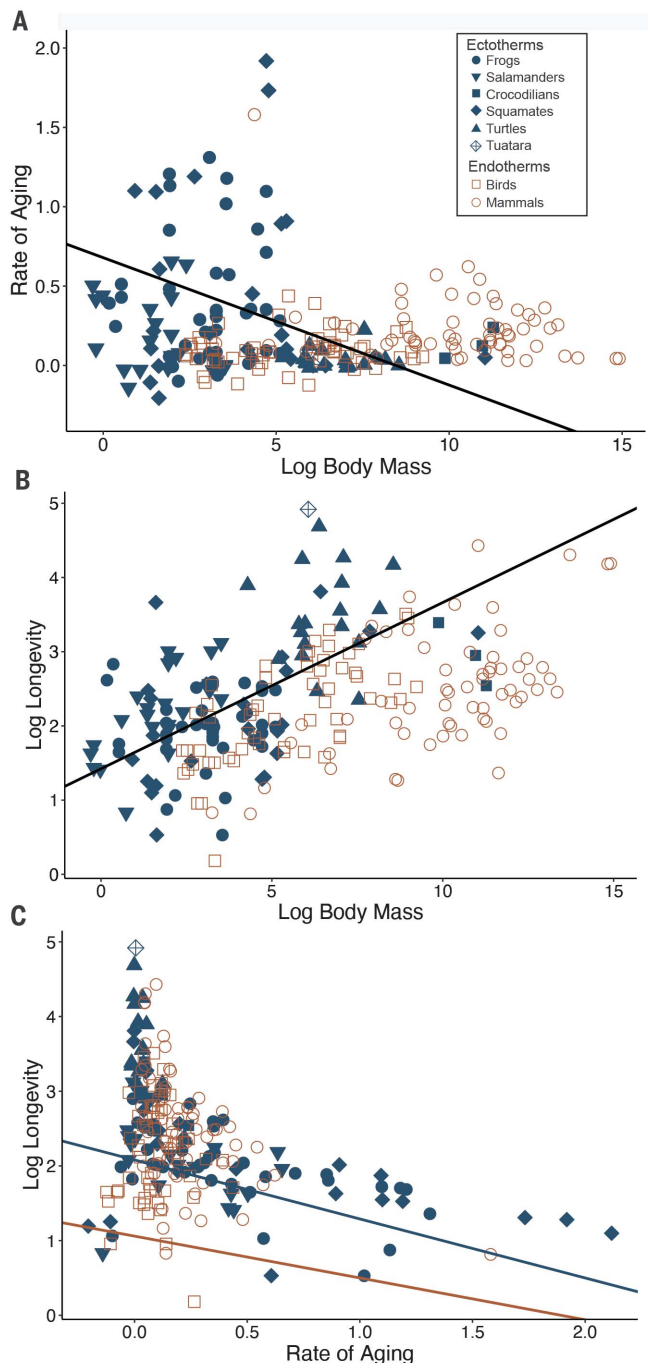 A
2.0
1.5
1.0
0.5
0.0
Rate of Aging
Ectotherms
Frogs
Salamanders
Crocodilians
Squamates
Turtles
Tuatara
Endotherms
Birds
Mammals
0 5 10 15
Log Body Mass
B
5
4
3
2
1
0
Log Longevity
0 5 10 15
Log Body Mass
C
5
4
3
2
1
0
Log Longevity
0.0 0.5 1.0 1.5 2.0
Rate of Aging